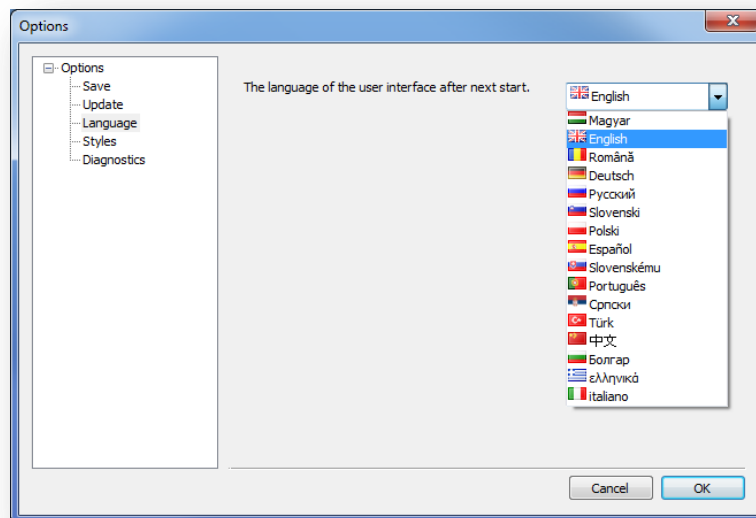 Options
Options
Save
Update
Language
Styles
Diagnostics
The language of the user interface after next start.
English
Magyar
English
Română
Deutsch
Русский
Slovenski
Polski
Español
Slovenskému
Português
Српски
Türk
中文
Болгар
ελληνικά
italiano
Cancel
OK